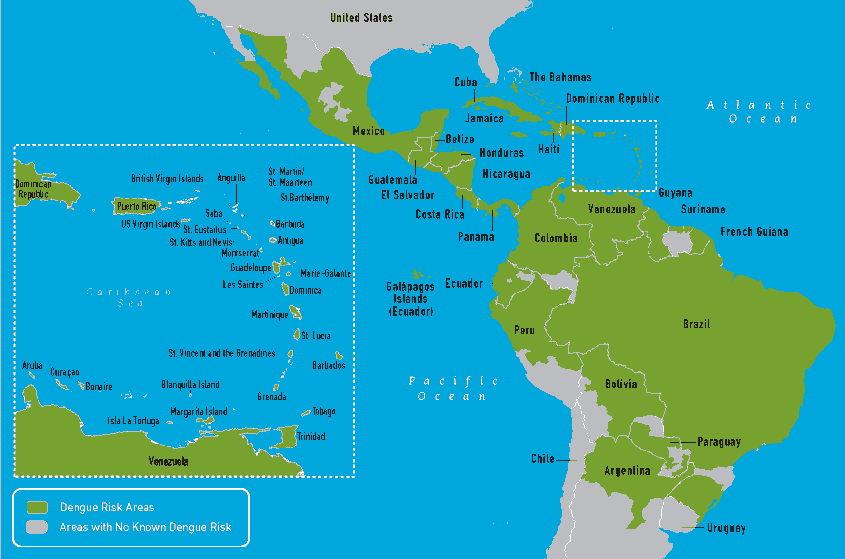 United States
The Bahamas
Cuba
Dominican Republic
Jamaica
Atlantic
Ocean
Mexico
Belize
Haiti
Honduras
Guatemala
Nicaragua
El Salvador
Costa Rica
Panama
Guyana
Venezuela
Suriname
Colombia
French Guiana
Galápagos
Islands
(Ecuador)
Ecuador
Peru
Brazil
Pacific
Ocean
Bolivia
Paraguay
Chile
Argentina
Uruguay
Dominican
Republic
British Virgin Islands
Anguilla
St. Martin/
St. Maarteen
St.Barthelemy
Puerto Rico
Saba
US Virgin Islands
St. Eustatius
Barbuda
St. Kitts and Nevis
Antigua
Montserrat
Guadeloupe
Marie-Galante
Les Saintes
Dominica
Caribbean
Sea
Martinique
St. Lucia
St. Vincent and the Grenadines
Barbados
Aruba
Curaçao
Bonaire
Blanquilla Island
Grenada
Isla La Tortuga
Margarita Island
Tobago
Trinidad
Venezuela
Dengue Risk Areas
Areas with No Known Dengue Risk